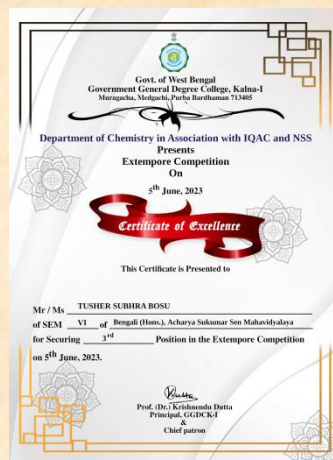 Govt. of West Bengal
Government General Degree College, Kalna-I
Muragacha, Medgachi, Purba Bardhaman 713405
Department of Chemistry in Association with IQAC and NSS
Presents
Extempore Competition
On
5th June, 2023
Certificate of Excellence
This Certificate is Presented to
Mr / Ms TUSHER SUBHRA BOSU
of SEM VI of Bengali (Hons.), Acharya Sukumar Sen Mahavidyalaya
for Securing 3rd Position in the Extempore Competition
on 5th June, 2023.
Prof. (Dr.) Krishnendu Dutta
Principal, GGDCK-I
&
Chief patron